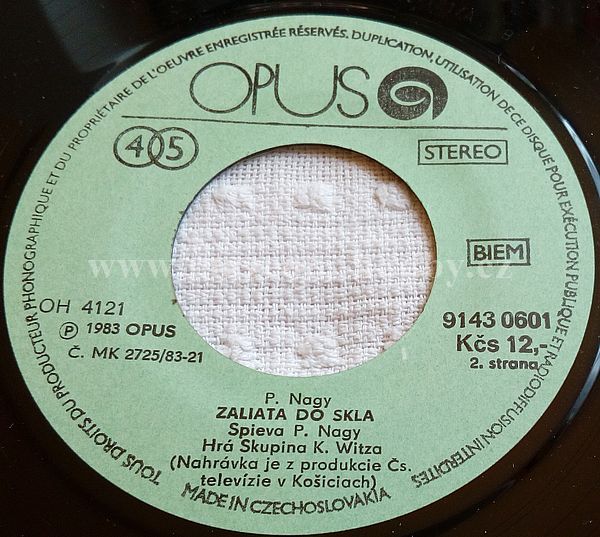 TOUS DROITS DU PRODUCTEUR PHONOGRAPHIQUE ET DU PROPRIÉTAIRE DE L'OEUVRE ENREGISTRÉE RÉSERVÉS. DUPLICATION, UTILISATION DE CE DISQUE POUR EXÉCUTION PUBLIQUE ET RADIODIFFUSION INTERDITES
OPUS
45
STEREO
BIEM
OH 4121
℗ 1983 OPUS
Č. MK 2725/83-21
9143 0601
Kčs 12,-
2. strana
P. Nagy
ZALIATA DO SKLA
Spieva P. Nagy
Hrá Skupina K. Witza
(Nahrávka je z produkcie Čs.
televízie v Košiciach)
MADE IN CZECHOSLOVAKIA